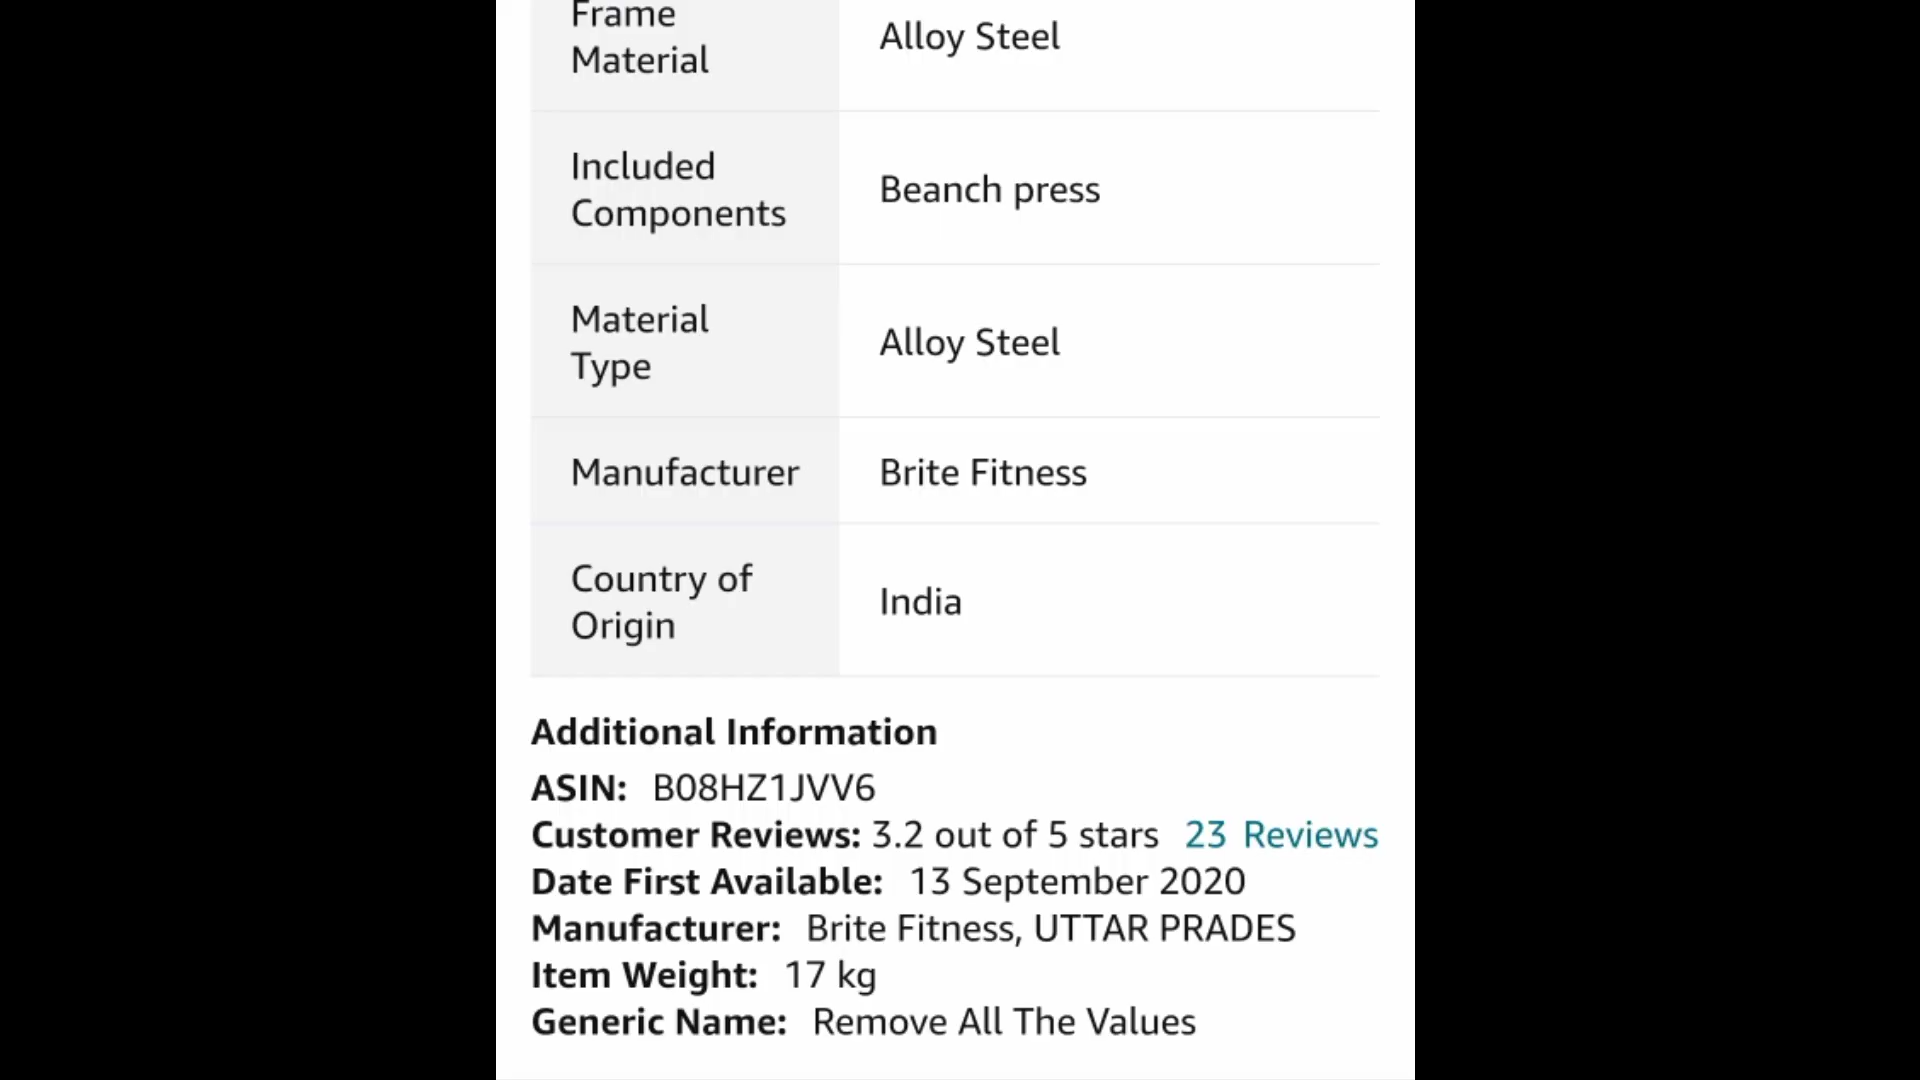 Frame
Material
Alloy Steel
Included
Components
Beanch press
Material
Type
Alloy Steel
Manufacturer
Brite Fitness
Country of
Origin
India
Additional Information
ASIN: B08HZ1JVV6
Customer Reviews: 3.2 out of 5 stars 23 Reviews
Date First Available: 13 September 2020
Manufacturer: Brite Fitness, UTTAR PRADES
Item Weight: 17 kg
Generic Name: Remove All The Values